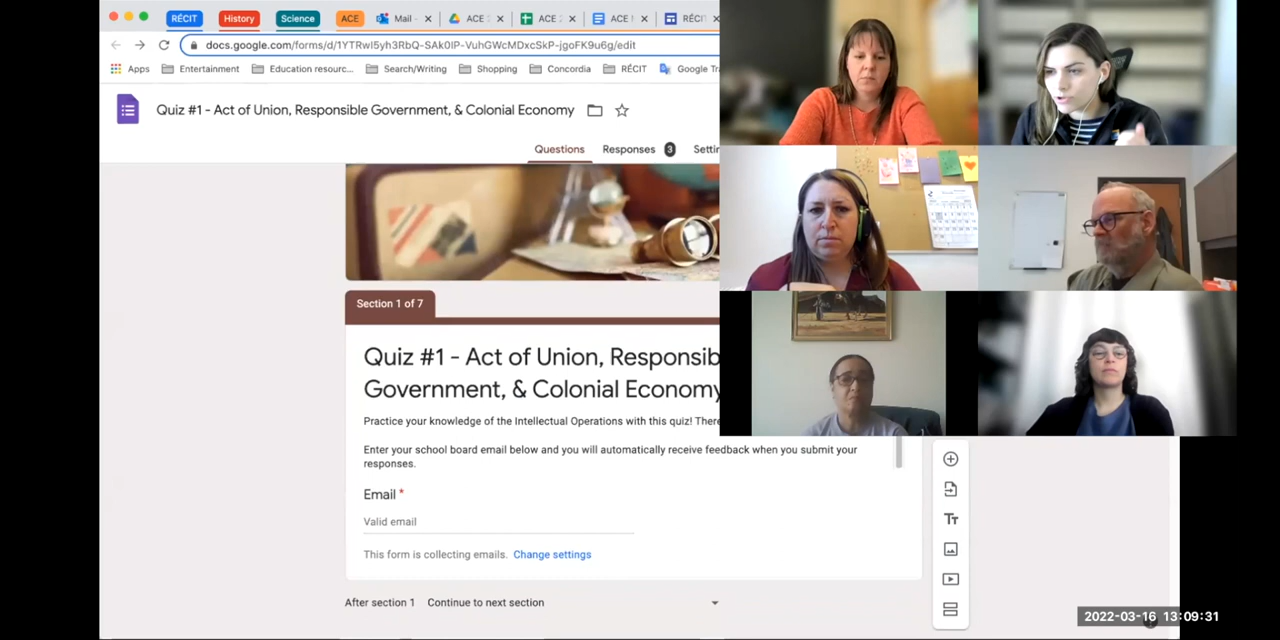 RÉCIT History Science ACE Mail - ACE ACE ACE RÉCIT
docs.google.com/forms/d/1YTRwI5yh3RbQ-SAk0IP-VuhGWcMDxcSkP-jgoFK9u6g/edit
Apps Entertainment Education resourc... Search/Writing Shopping Concordia RÉCIT Google Tra
Quiz #1 - Act of Union, Responsible Government, & Colonial Economy
Questions Responses 3 Settin
Section 1 of 7
Quiz #1 - Act of Union, Responsib
Government, & Colonial Economy
Practice your knowledge of the Intellectual Operations with this quiz! There
Enter your school board email below and you will automatically receive feedback when you submit your
responses.
Email *
Valid email
This form is collecting emails. Change settings
After section 1 Continue to next section
2022-03-16 13:09:31